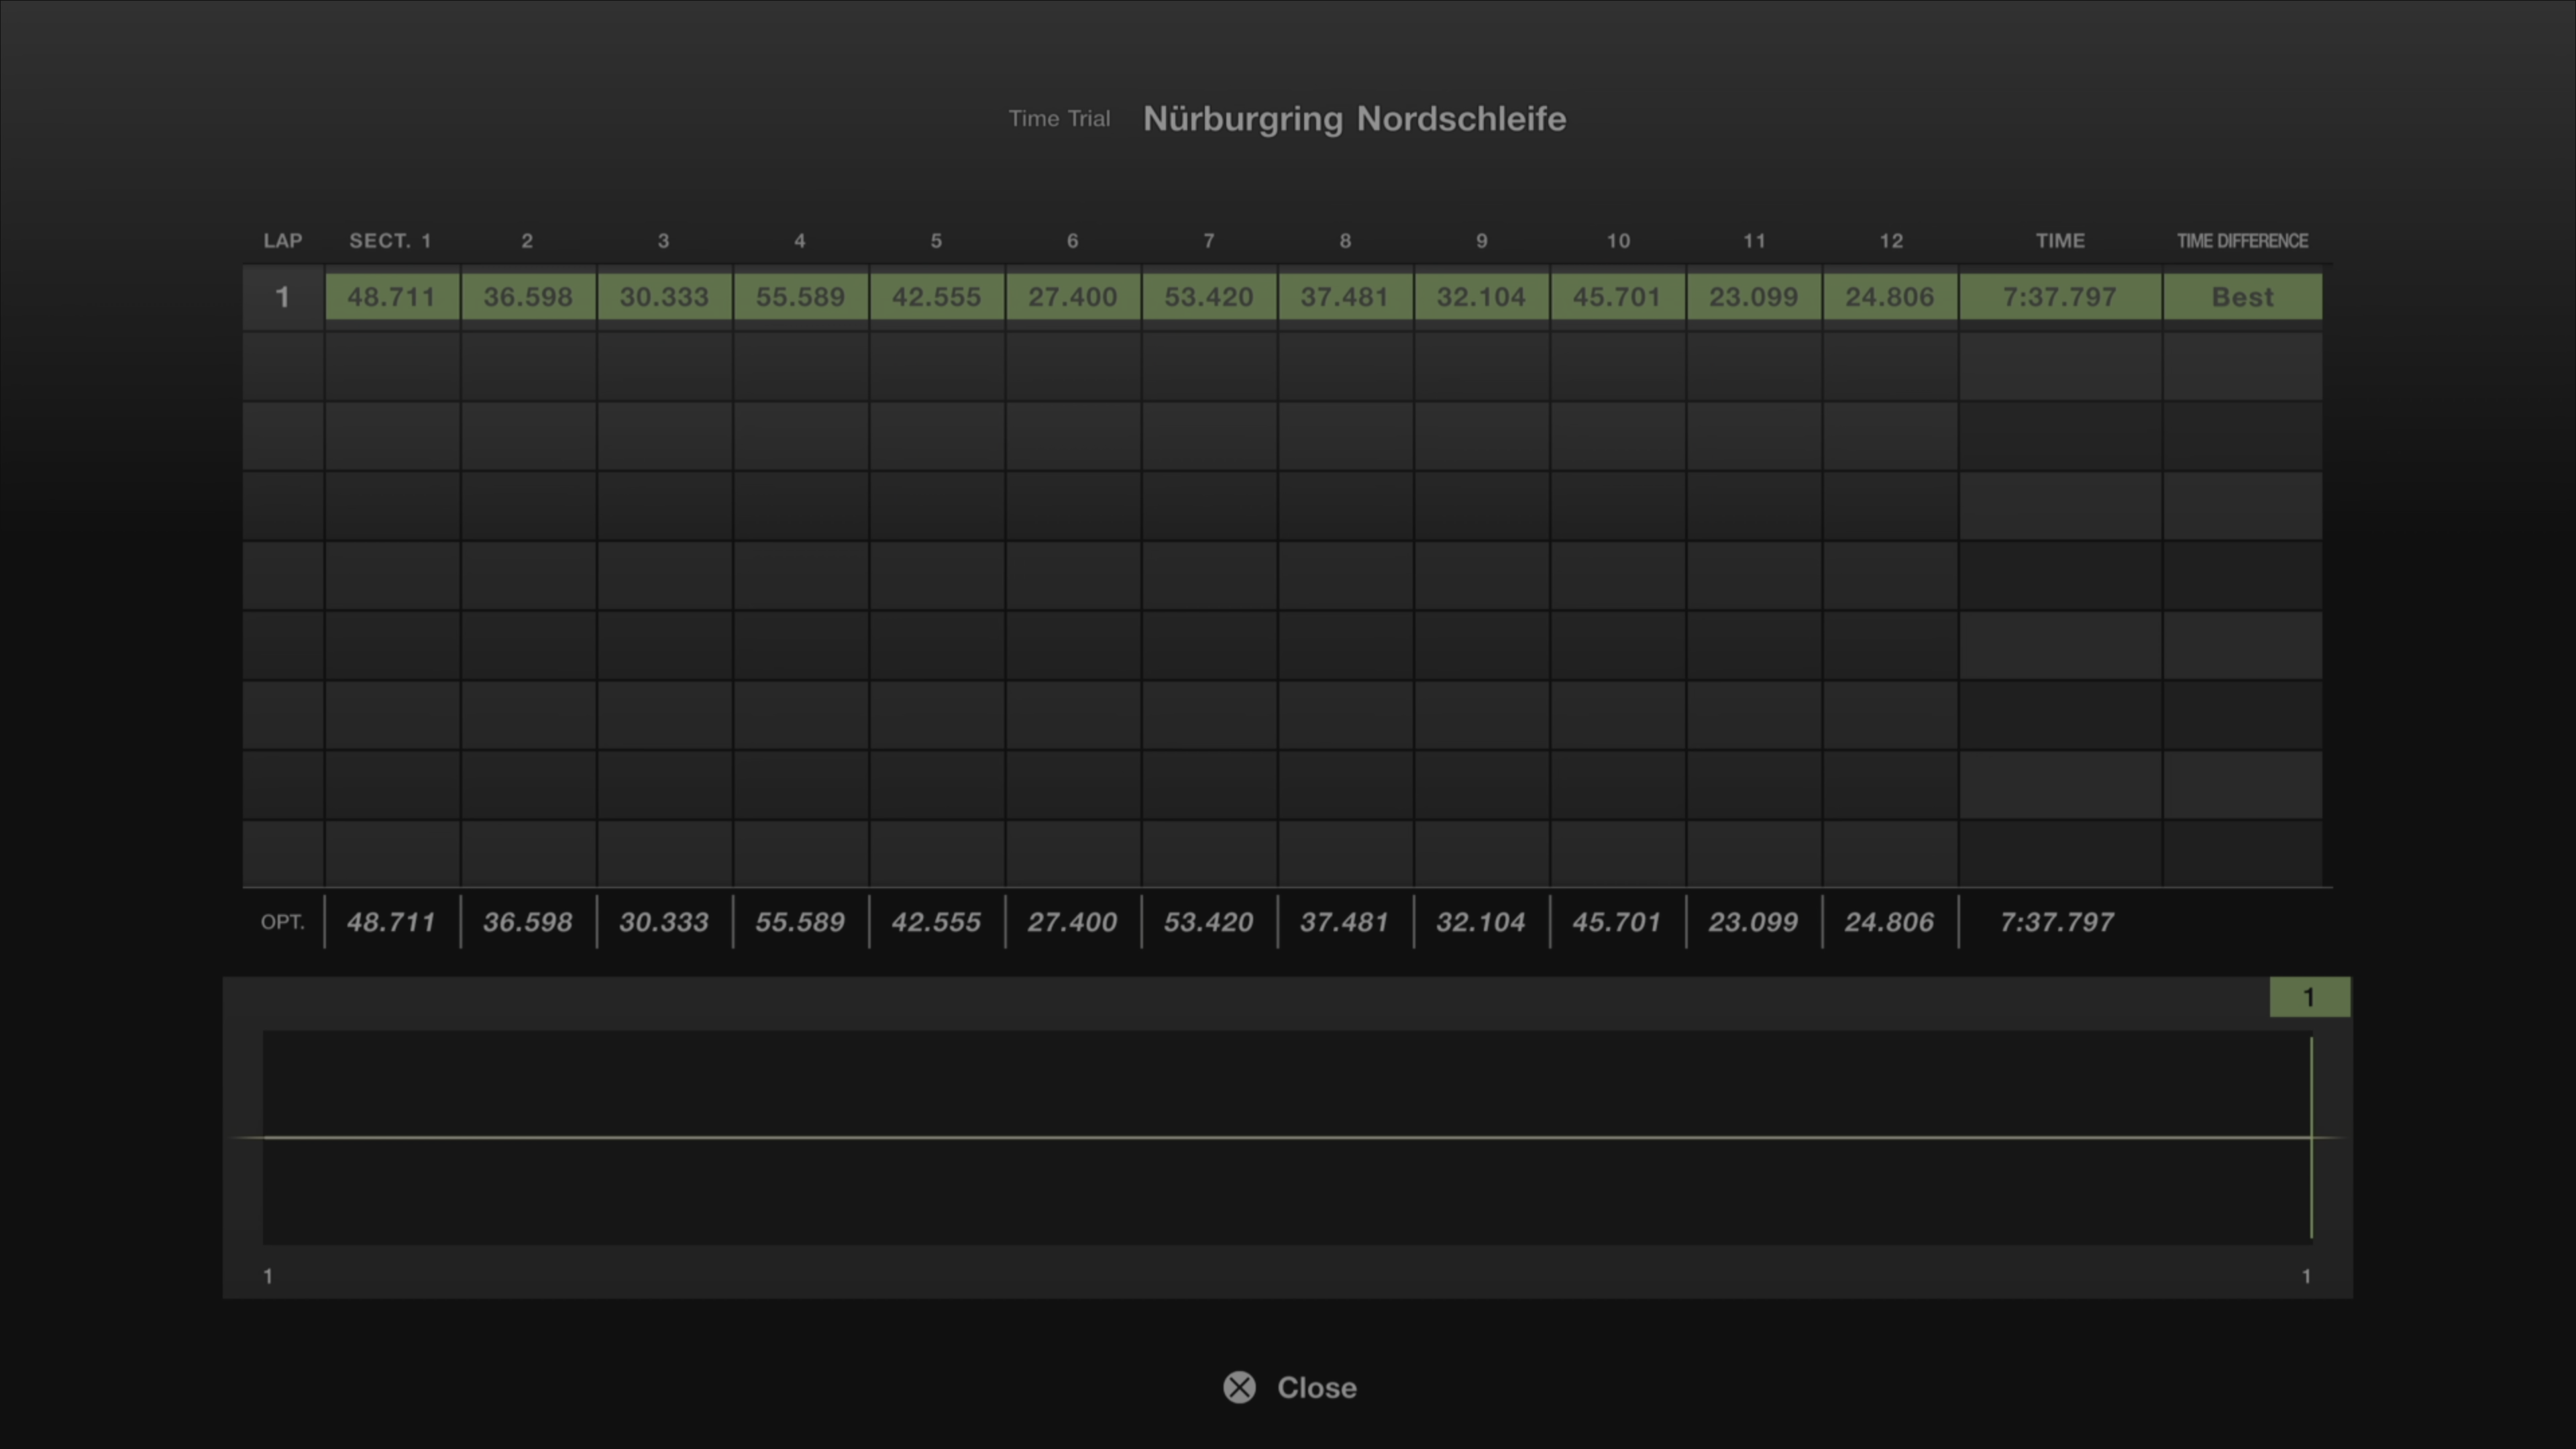 Time Trial Nürburgring Nordschleife
LAP SECT. 1 2 3 4 5 6 7 8 9 10 11 12 TIME TIME DIFFERENCE
1 48.711 36.598 30.333 55.589 42.555 27.400 53.420 37.481 32.104 45.701 23.099 24.806 7:37.797 Best
OPT. 48.711 36.598 30.333 55.589 42.555 27.400 53.420 37.481 32.104 45.701 23.099 24.806 7:37.797
1
1 1
Close